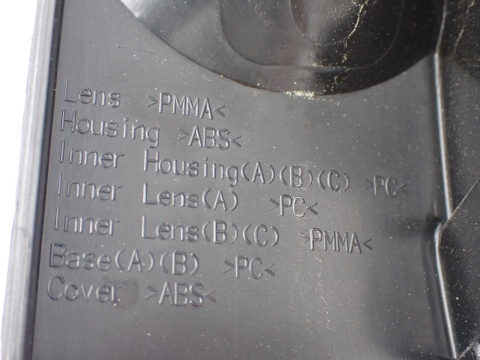 Lens >PMMA<
Housing >ABS<
Inner Housing(A)(B)(C) >PC<
Inner Lens(A) >PC<
Inner Lens(B)(C) >PMMA<
Base(A)(B) >PC<
Cover >ABS<